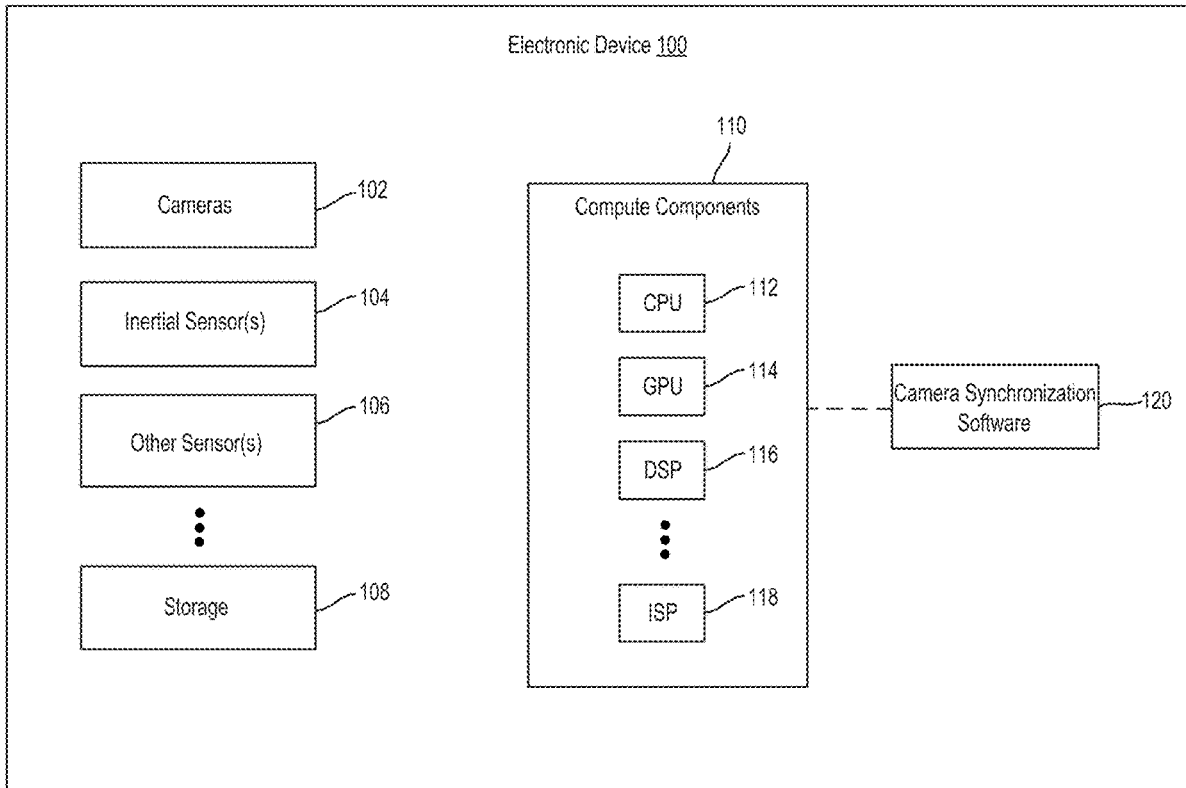 Electronic Device 100
Cameras
102
Inertial Sensor(s)
104
Other Sensor(s)
106
Storage
108
110
Compute Components
CPU
112
GPU
114
DSP
116
ISP
118
Camera Synchronization
Software
120